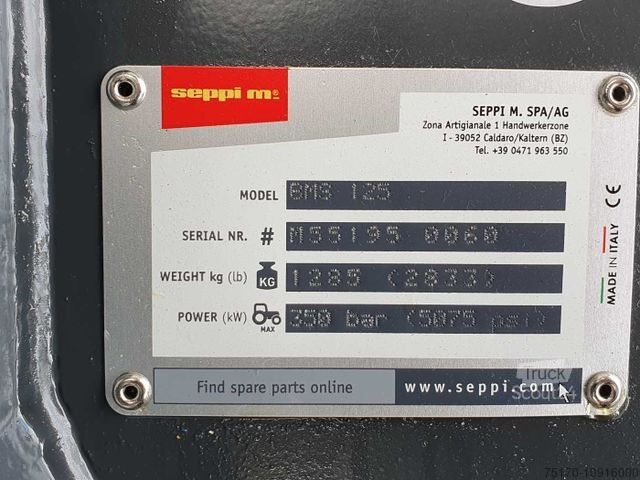 seppi m®
SEPPI M. SPA/AG
Zona Artigianale 1 Handwerkerzone
I - 39052 Caldaro/Kaltern (BZ)
Tel. +39 0471 963 550
MODEL BMS 125
SERIAL NR. # M55195 0060
WEIGHT kg (lb) KG 1285 (2833)
POWER (kW) MAX 350 bar (5075 psi)
MADE IN ITALY CE
Find spare parts online www.seppi.com
Truck
Scout24
75170-10916000